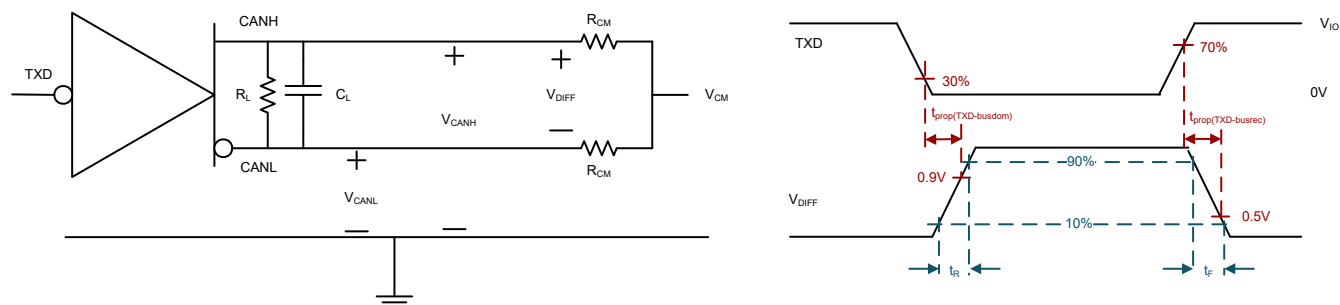 CANH
R_CM
TXD
R_L
C_L
V_DIFF
V_CM
V_CANH
CANL
R_CM
V_CANL
TXD
V_IO
70%
30%
0V
t_prop(TXD-busdom)
t_prop(TXD-busrec)
90%
0.9V
V_DIFF
0.5V
10%
t_R
t_F